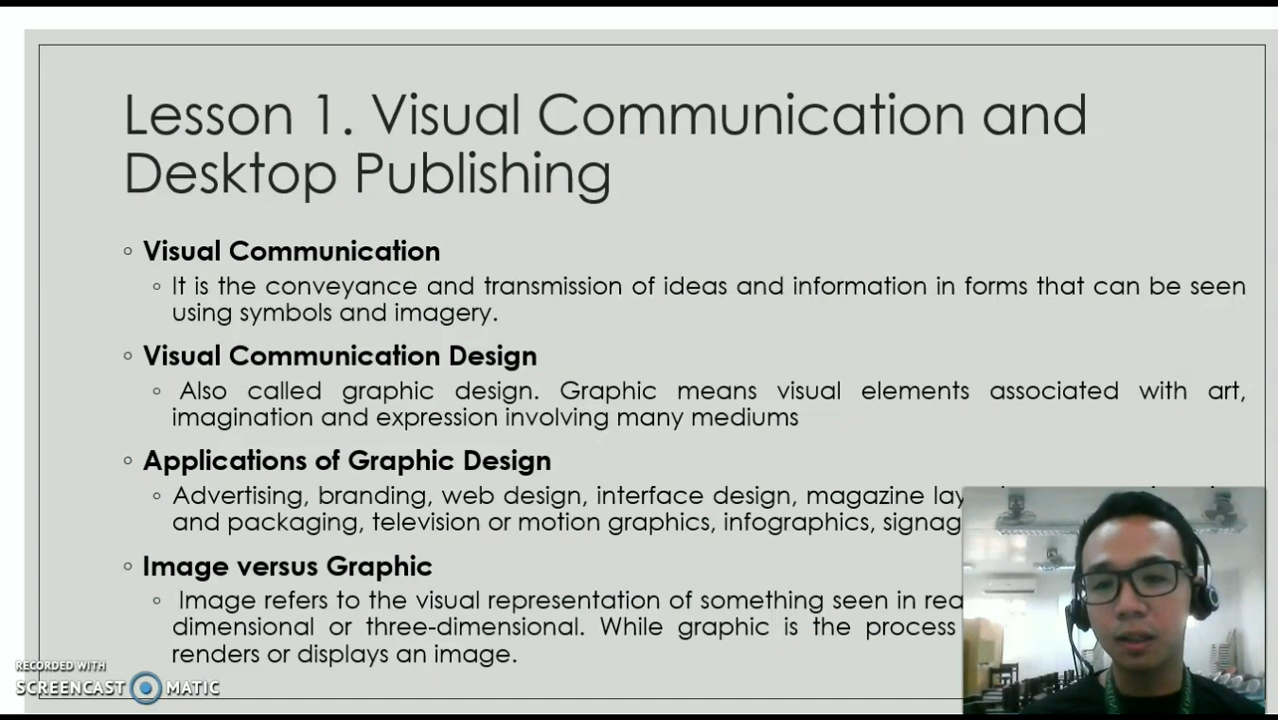 Lesson 1. Visual Communication and
Desktop Publishing
Visual Communication
It is the conveyance and transmission of ideas and information in forms that can be seen
using symbols and imagery.
Visual Communication Design
Also called graphic design. Graphic means visual elements associated with art,
imagination and expression involving many mediums
Applications of Graphic Design
Advertising, branding, web design, interface design, magazine
and packaging, television or motion graphics, infographics,
Image versus Graphic
Image refers to the visual representation of something seen in
dimensional or three-dimensional. While graphic is the process
renders or displays an image.
RECORDED WITH
SCREENCAST MATIC